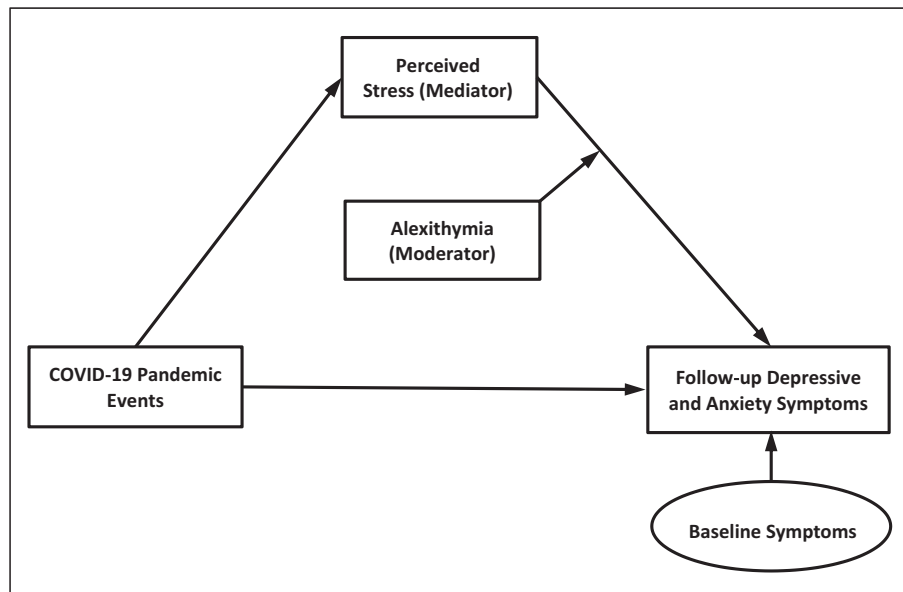 Perceived
Stress (Mediator)
Alexithymia
(Moderator)
COVID-19 Pandemic
Events
Follow-up Depressive
and Anxiety Symptoms
Baseline Symptoms